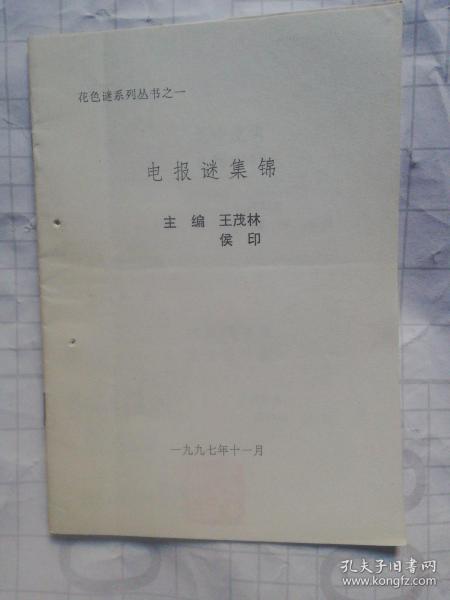 花色谜系列丛书之一
电报谜集锦
主 编 王茂林
侯 印
一九九七年十一月
孔夫子旧书网
www.kongfz.com